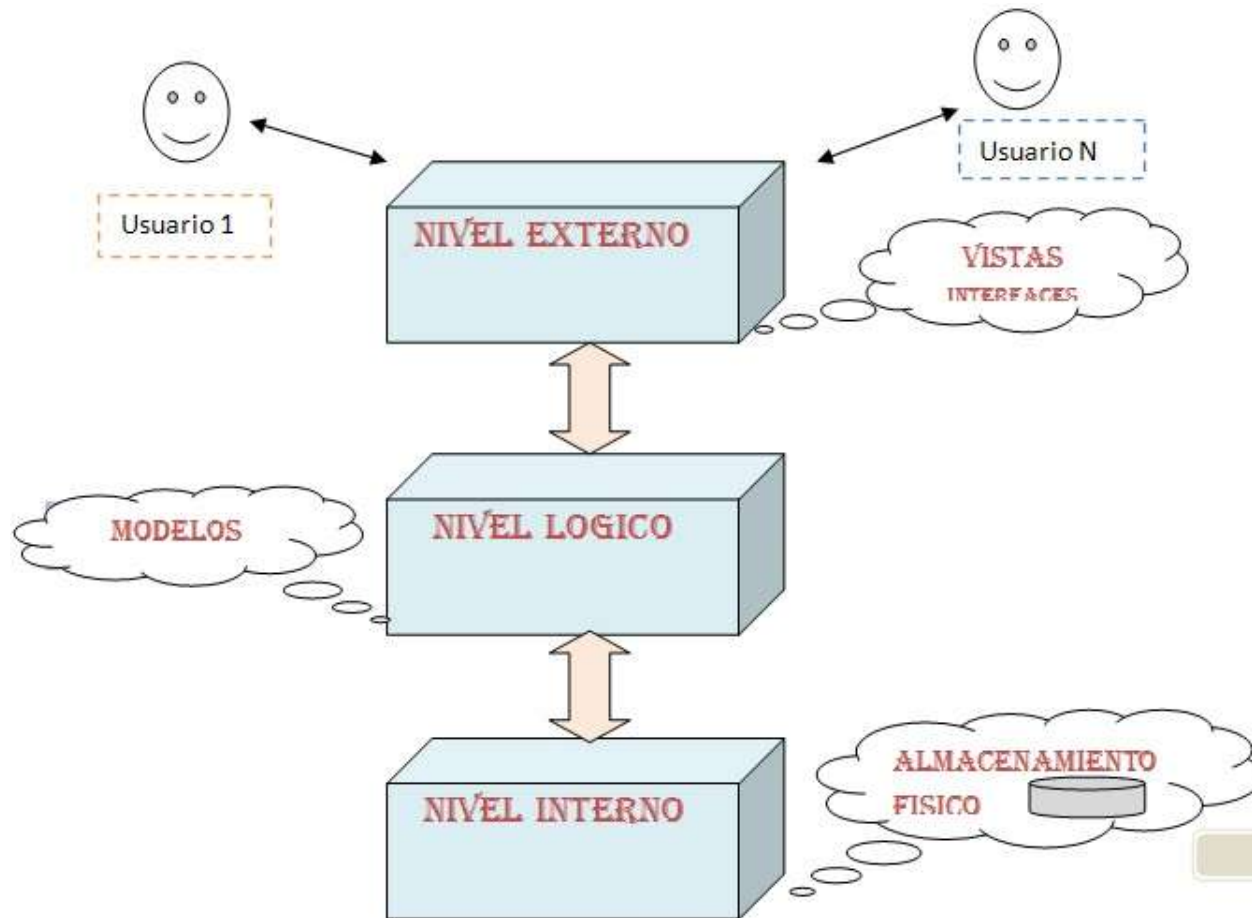 Usuario 1
Usuario N
NIVEL EXTERNO
VISTAS
INTERFACES
MODELOS
NIVEL LOGICO
NIVEL INTERNO
ALMACENAMIENTO
FISICO